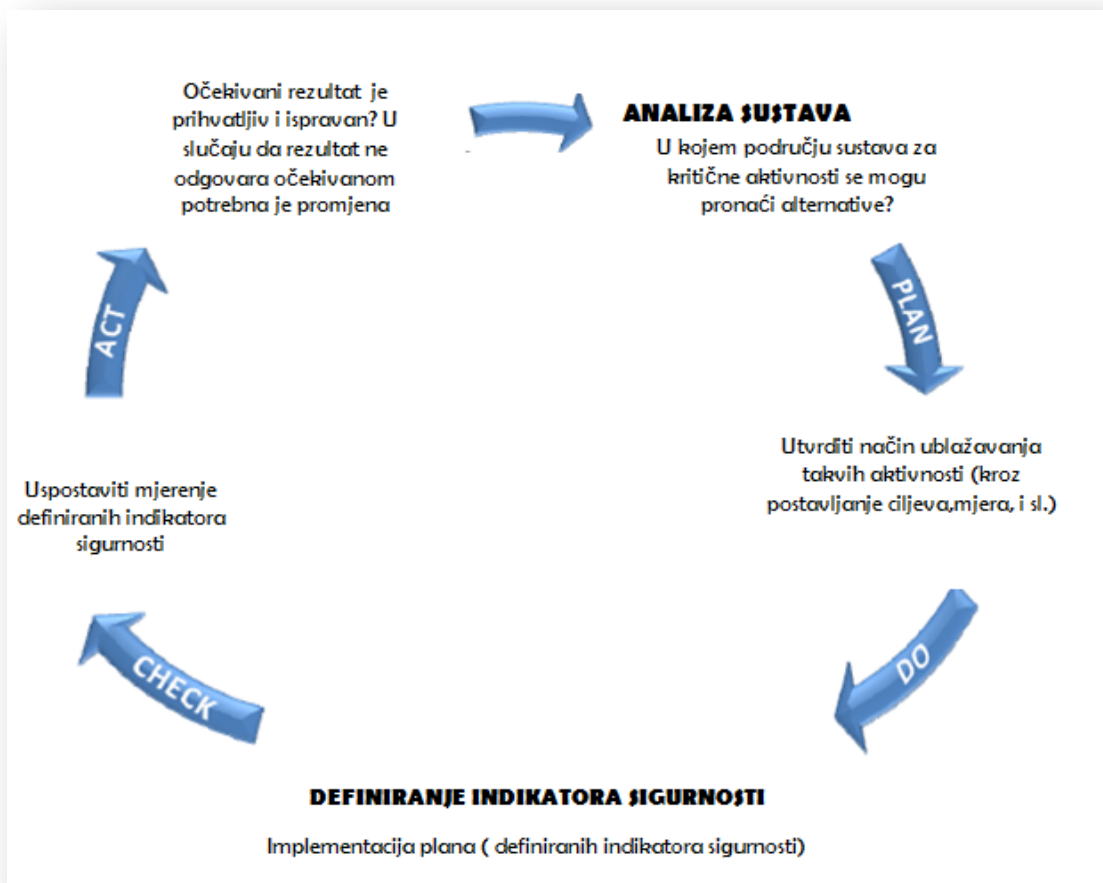 Očekivani rezultat je
prihvatljiv i ispravan? U
slučaju da rezultat ne
odgovara očekivanom
potrebna je promjena
ANALIZA SUSTAVA
U kojem području sustava za
kritične aktivnosti se mogu
pronaći alternative?
PLAN
Utvrditi način ublažavanja
takvih aktivnosti (kroz
postavljanje ciljeva,mjera, i sl.)
DO
DEFINIRANJE INDIKATORA SIGURNOSTI
Implementacija plana ( definiranih indikatora sigurnosti)
CHECK
Uspostaviti mjerenje
definiranih indikatora
sigurnosti
ACT